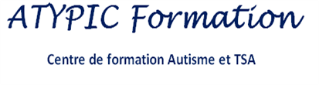 ATYPIC Formation
Centre de formation Autisme et TSA